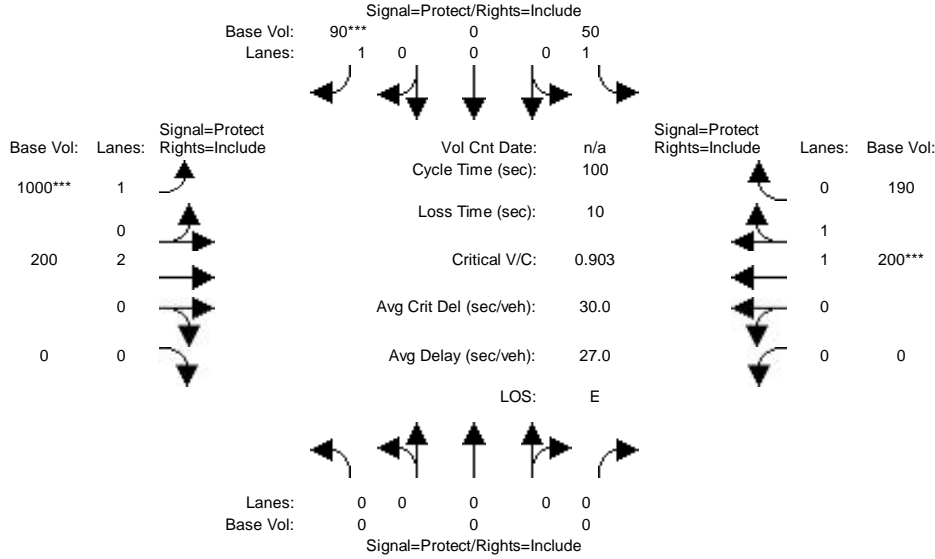 Signal=Protect/Rights=Include
Base Vol: 90*** 0 50
Lanes: 1 0 0 0 1
Signal=Protect Signal=Protect
Base Vol: Lanes: Rights=Include Vol Cnt Date: n/a Rights=Include Lanes: Base Vol:
Cycle Time (sec): 100
1000*** 1 0 190
Loss Time (sec): 10
0 1
200 2 Critical V/C: 0.903 1 200***
0 Avg Crit Del (sec/veh): 30.0 0
0 0 Avg Delay (sec/veh): 27.0 0 0
LOS: E
Lanes: 0 0 0 0 0
Base Vol: 0 0 0
Signal=Protect/Rights=Include